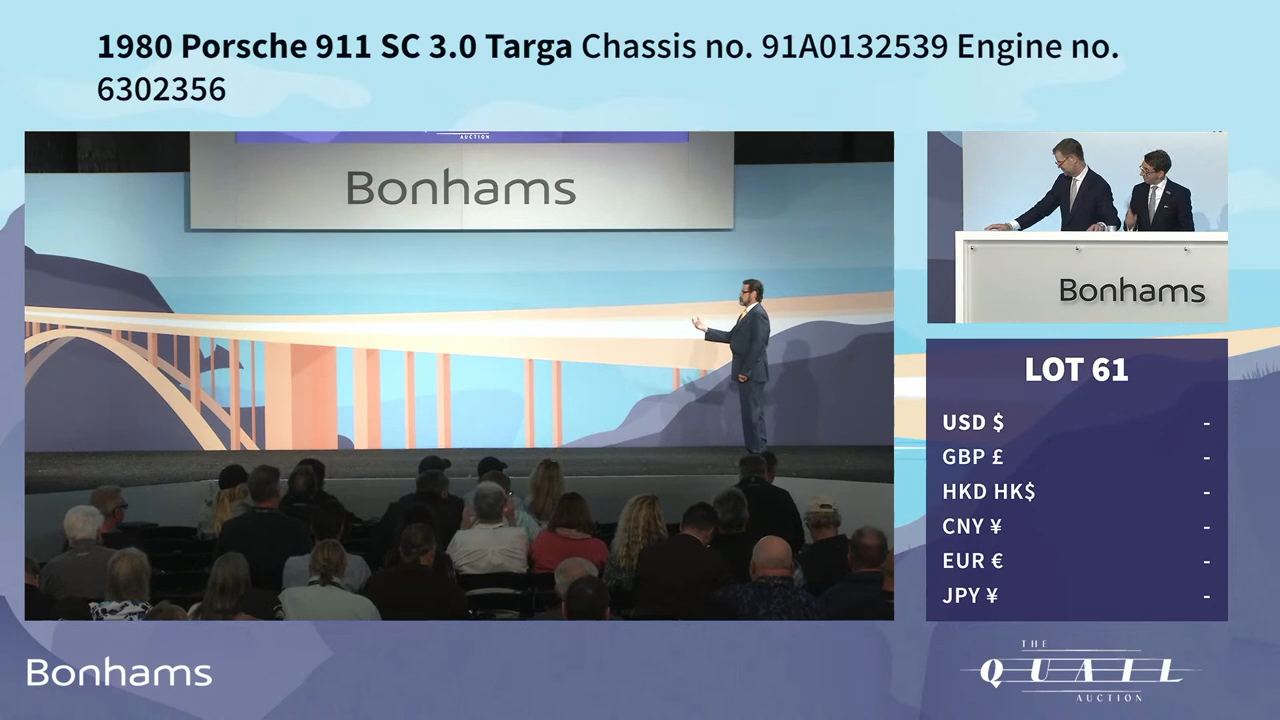 1980 Porsche 911 SC 3.0 Targa Chassis no. 91A0132539 Engine no.
6302356
AUCTION
Bonhams
Bonhams
LOT 61
USD $ -
GBP £ -
HKD HK$ -
CNY ¥ -
EUR € -
JPY ¥ -
Bonhams
THE
QUAIL
AUCTION